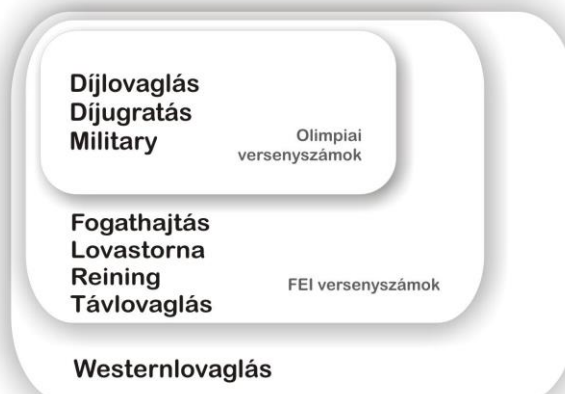 Díjlovaglás
Díjugratás
Military
Olimpiai
versenyszámok
Fogathajtás
Lovastorna
Reining
Távlovaglás
FEI versenyszámok
Westernlovaglás